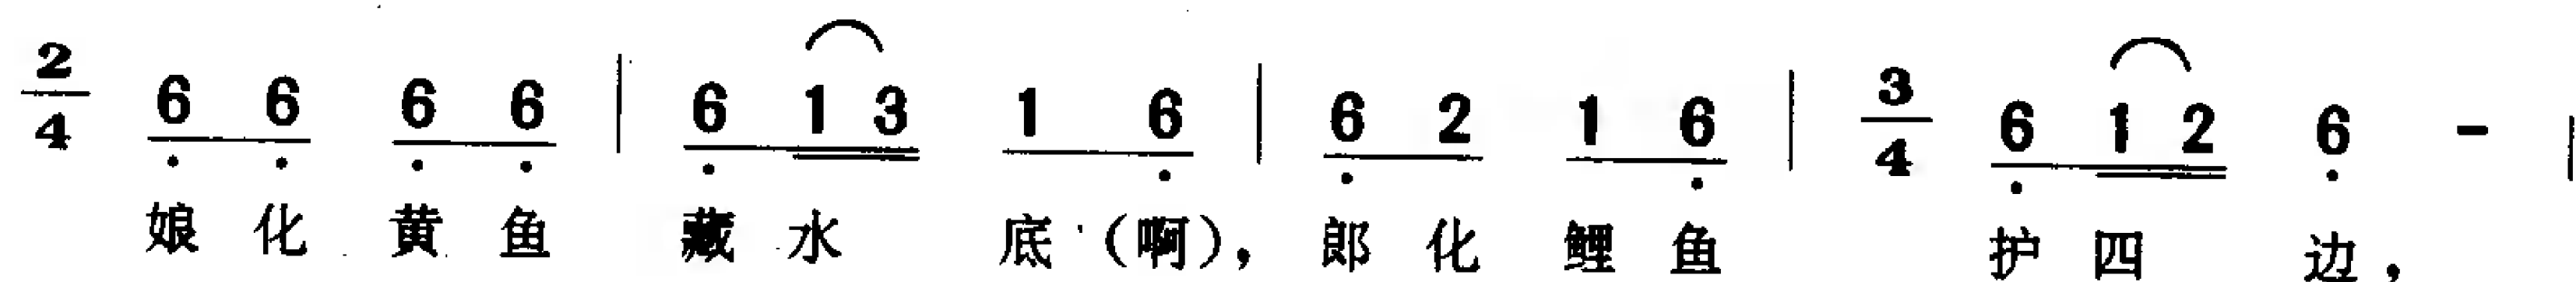 2/4 6 6 6 6 | 6 1 3 1 6 | 6 2 1 6 | 3/4 6 1 2 6 - |
娘 化 黄 鱼 藏 水 底(啊), 郎 化 鲤 鱼 护 四 边,